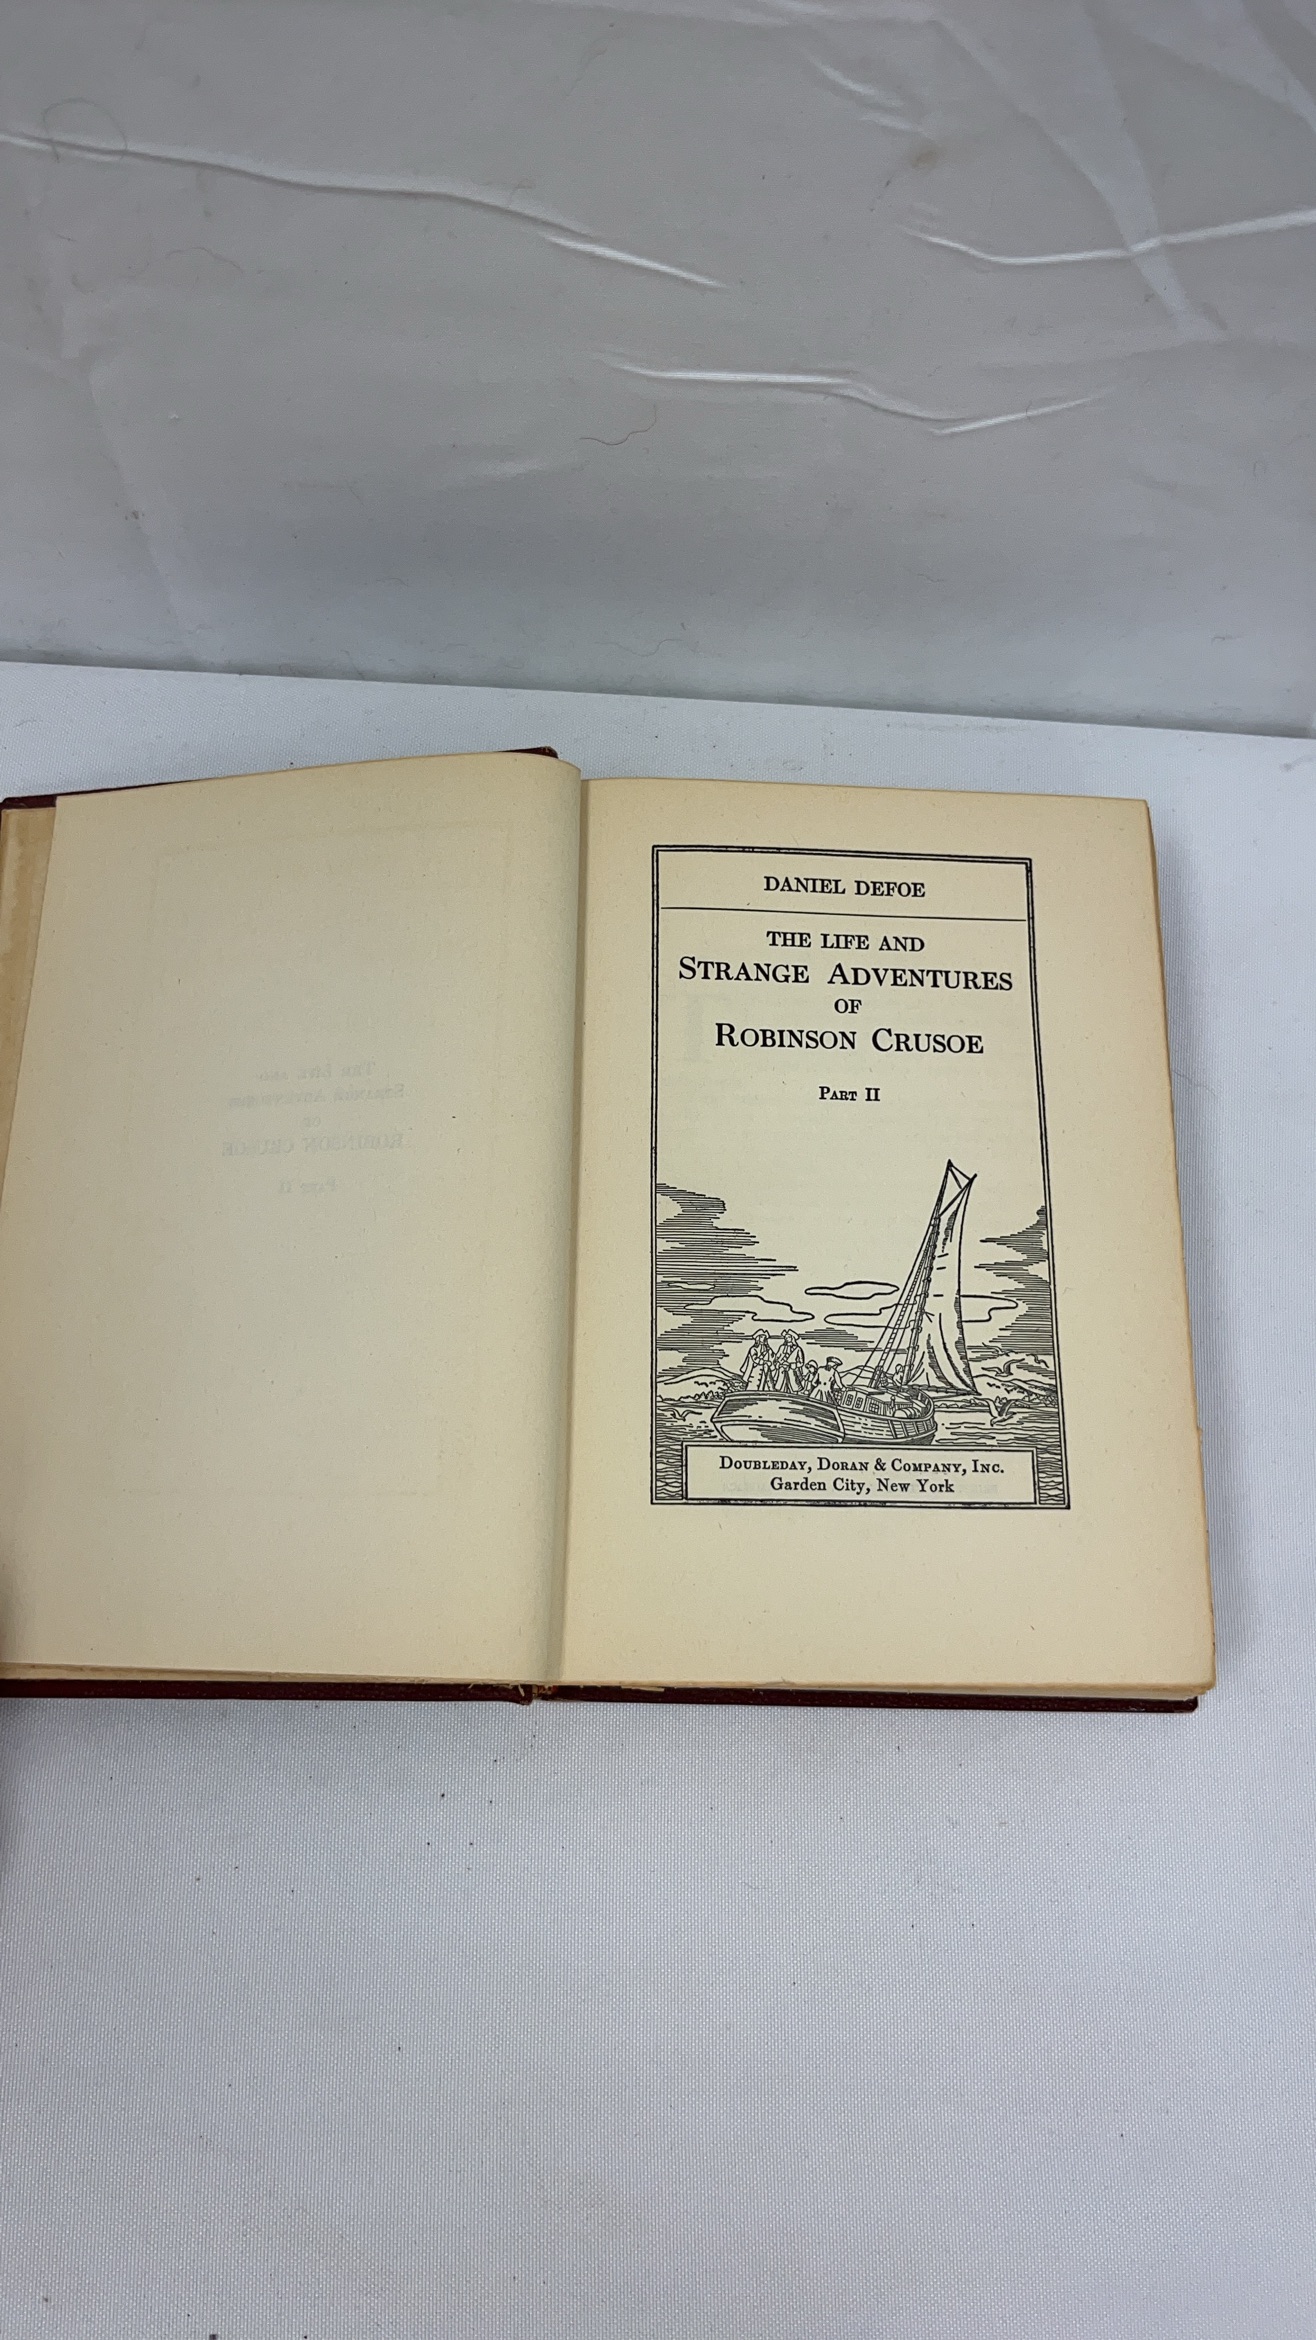 DANIEL DEFOE
THE LIFE AND
STRANGE ADVENTURES
OF
ROBINSON CRUSOE
PART II
DOUBLEDAY, DORAN & COMPANY, INC.
Garden City, New York